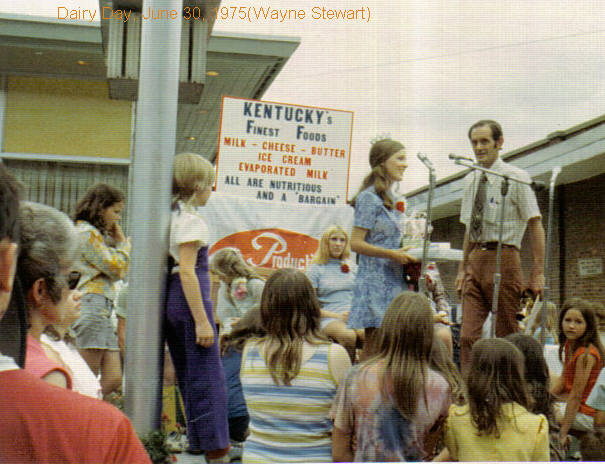 Dairy Day, June 30, 1975(Wayne Stewart)
KENTUCKY's
FINEST FOODS
MILK - CHEESE - BUTTER
ICE CREAM
EVAPORATED MILK
ALL ARE NUTRITIOUS
AND A "BARGAIN"
Producti